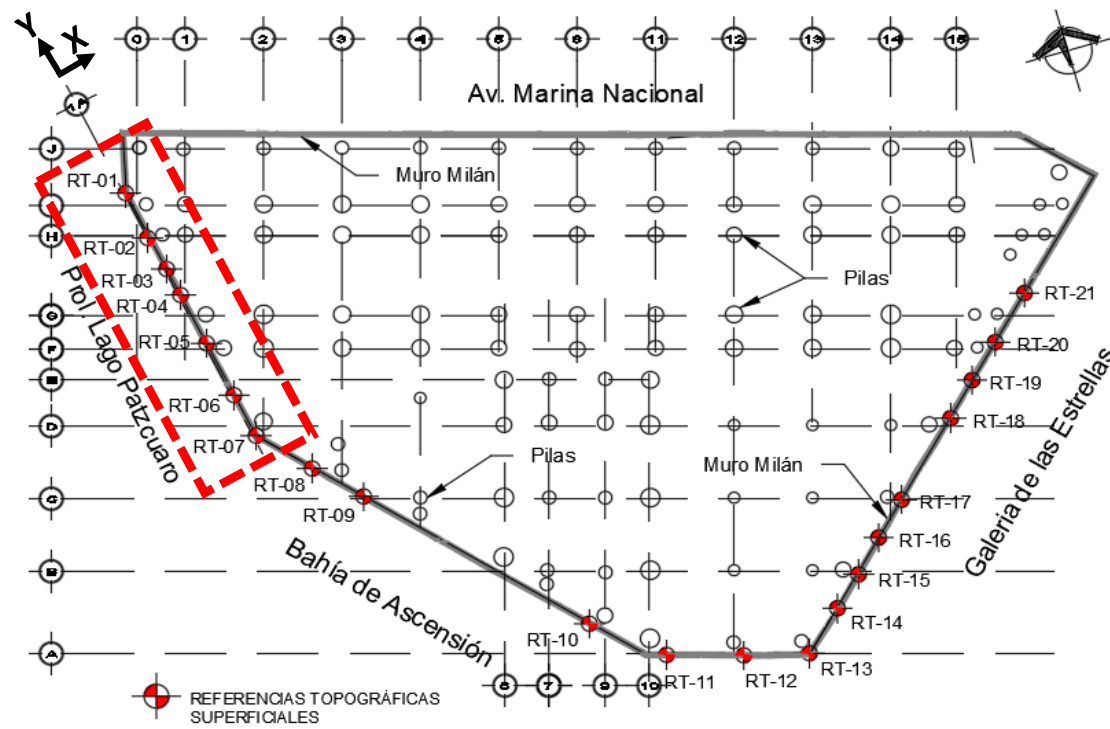 Y
X
0
1
2
3
4
11
12
13
14
15
1A
Av. Marina Nacional
J
Muro Milán
RT-01
H
RT-02
Pilas
RT-03
RT-04
RT-21
G
RT-05
F
RT-20
E
RT-19
RT-06
D
RT-18
RT-07
Prol. Lago Patzcuaro
Pilas
Muro Milán
RT-08
RT-09
RT-17
Galeria de las Estrellas
RT-16
Bahía de Ascensión
B
RT-15
RT-14
RT-10
A
RT-11
RT-12
RT-13
7
9
10
REFERENCIAS TOPOGRÁFICAS
SUPERFICIALES